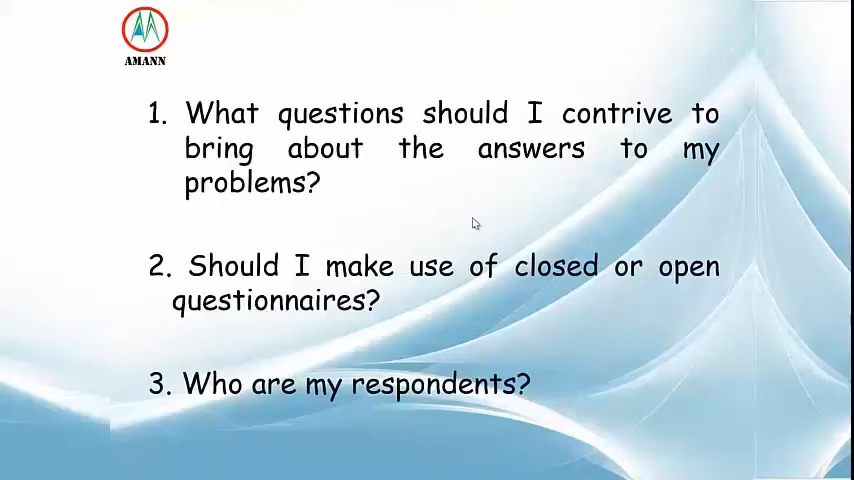 AMANN
1. What questions should I contrive to
bring about the answers to my
problems?
2. Should I make use of closed or open
questionnaires?
3. Who are my respondents?